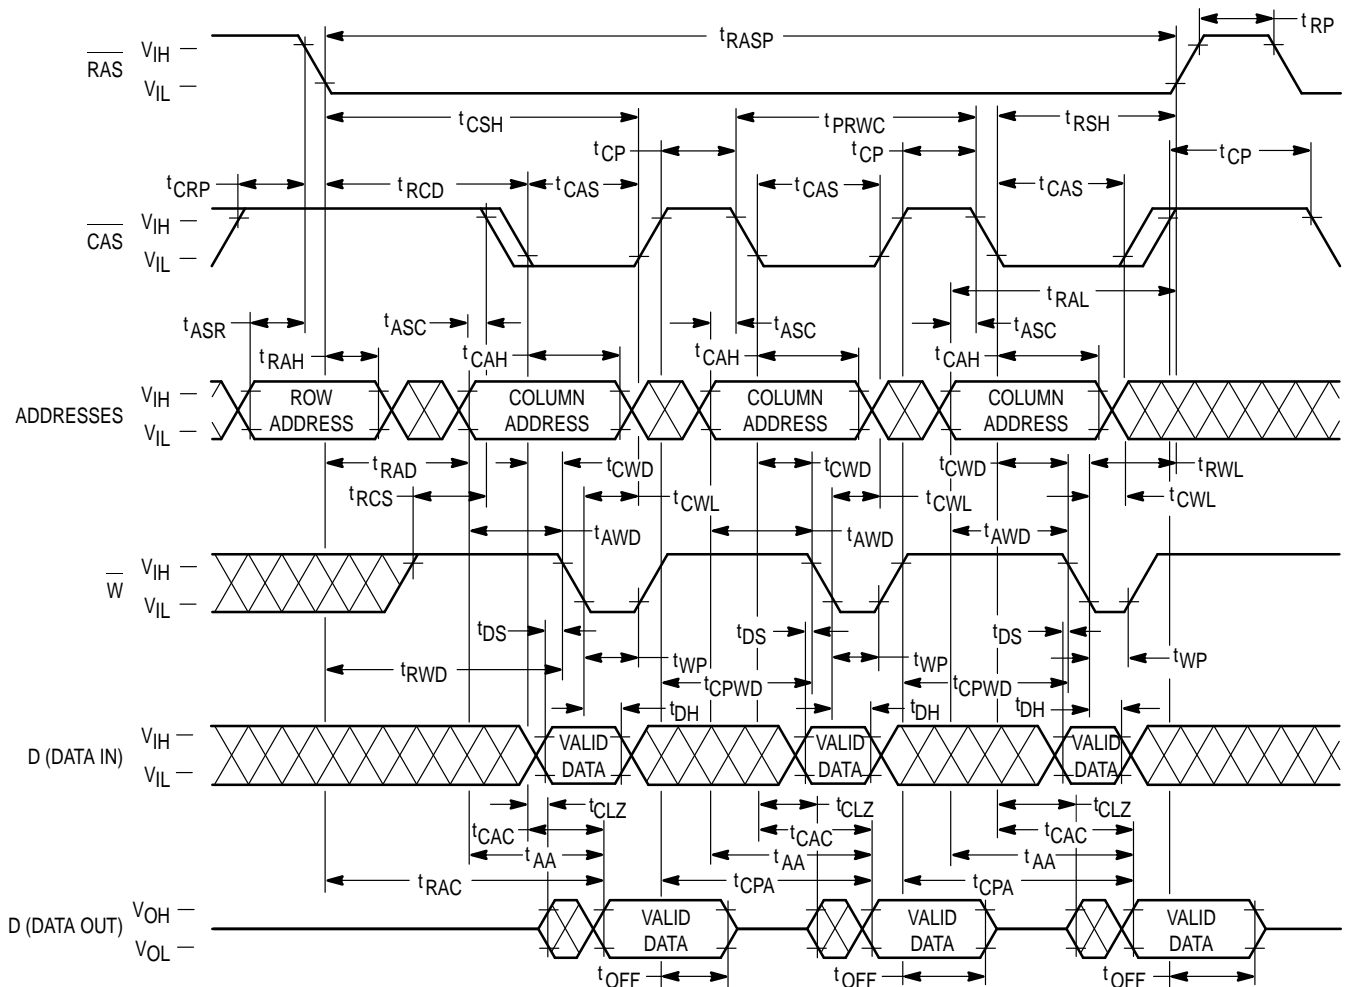 tRP
tRASP
RAS VIH
VIL
tCSH tPRWC tRSH
tCP tCP tCP
tCRP tRCD tCAS tCAS tCAS
CAS VIH
VIL
tRAL
tASR tASC tASC tASC
tRAH tCAH tCAH tCAH
ADDRESSES VIH
VIL
ROW ADDRESS
COLUMN ADDRESS
COLUMN ADDRESS
COLUMN ADDRESS
tRAD tCWD tCWD tCWD tRWL
tRCS tCWL tCWL tCWL
tAWD tAWD tAWD
W VIH
VIL
tDS tDS tDS
tRWD tWP tWP tWP
tCPWD tCPWD
tDH tDH tDH
D (DATA IN) VIH
VIL
VALID DATA
VALID DATA
VALID DATA
tCLZ tCLZ tCLZ
tCAC tCAC tCAC
tAA tAA tAA
tRAC tCPA tCPA
D (DATA OUT) VOH
VOL
VALID DATA
VALID DATA
VALID DATA
tOFF tOFF tOFF